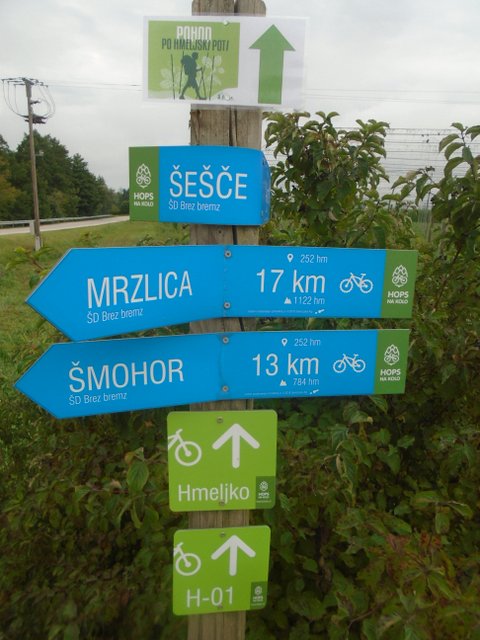 POHOD
PO HMELJSKI POTI
HOPS
NA KOLO
ŠEŠČE
ŠD Brez bremz
MRZLICA
ŠD Brez bremz
252 hm
17 km
1122 hm
HOPS
NA KOLO
ŠMOHOR
ŠD Brez bremz
252 hm
13 km
784 hm
HOPS
NA KOLO
Hmeljko
HOPS
H-01
HOPS